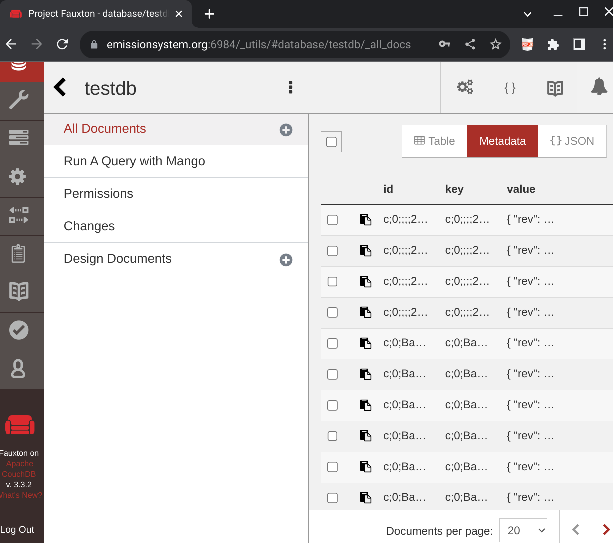 Project Fauxton - database/testd
emissionsystem.org:6984/_utils/#database/testdb/_all_docs
testdb
{ }
All Documents
Run A Query with Mango
Permissions
Changes
Design Documents
Table
Metadata
{} JSON
id key value
c;0;;;;2... c;0;;;;2... { "rev": ...
c;0;;;;2... c;0;;;;2... { "rev": ...
c;0;;;;2... c;0;;;;2... { "rev": ...
c;0;;;;2... c;0;;;;2... { "rev": ...
c;0;Ba... c;0;Ba... { "rev": ...
c;0;Ba... c;0;Ba... { "rev": ...
c;0;Ba... c;0;Ba... { "rev": ...
c;0;Ba... c;0;Ba... { "rev": ...
c;0;Ba... c;0;Ba... { "rev": ...
c;0;Ba... c;0;Ba... { "rev": ...
Documents per page: 20
Fauxton on
Apache
CouchDB
v. 3.3.2
What's New?
Log Out